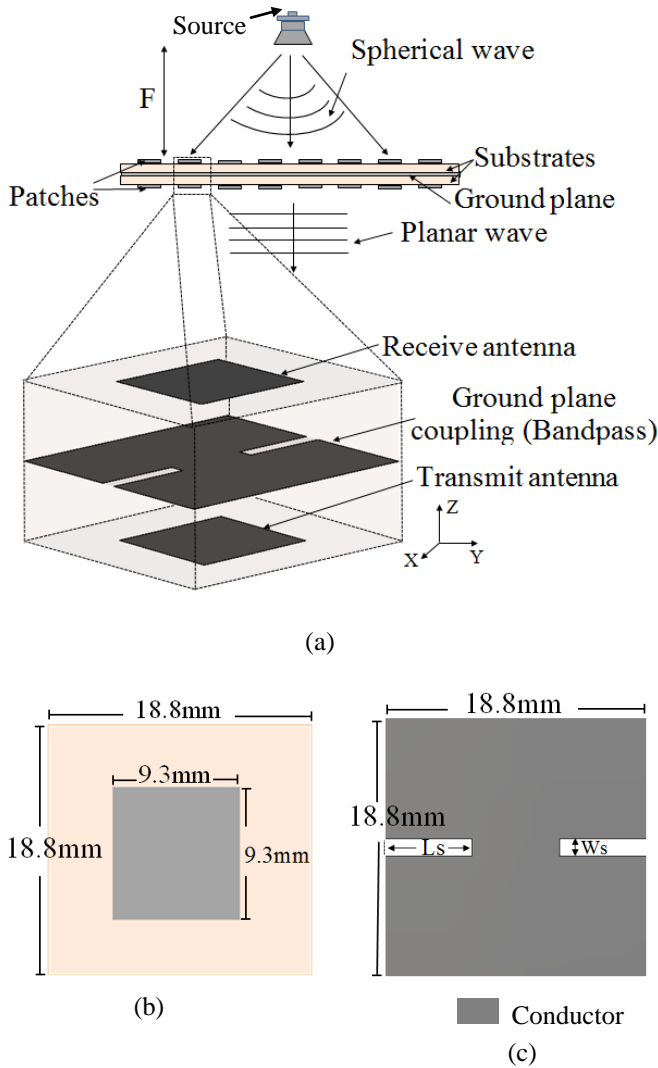 Source
Spherical wave
F
Substrates
Patches
Ground plane
Planar wave
Receive antenna
Ground plane
coupling (Bandpass)
Transmit antenna
Z
X
Y
(a)
18.8mm
9.3mm
18.8mm
9.3mm
(b)
18.8mm
18.8mm
Ls
Ws
Conductor
(c)